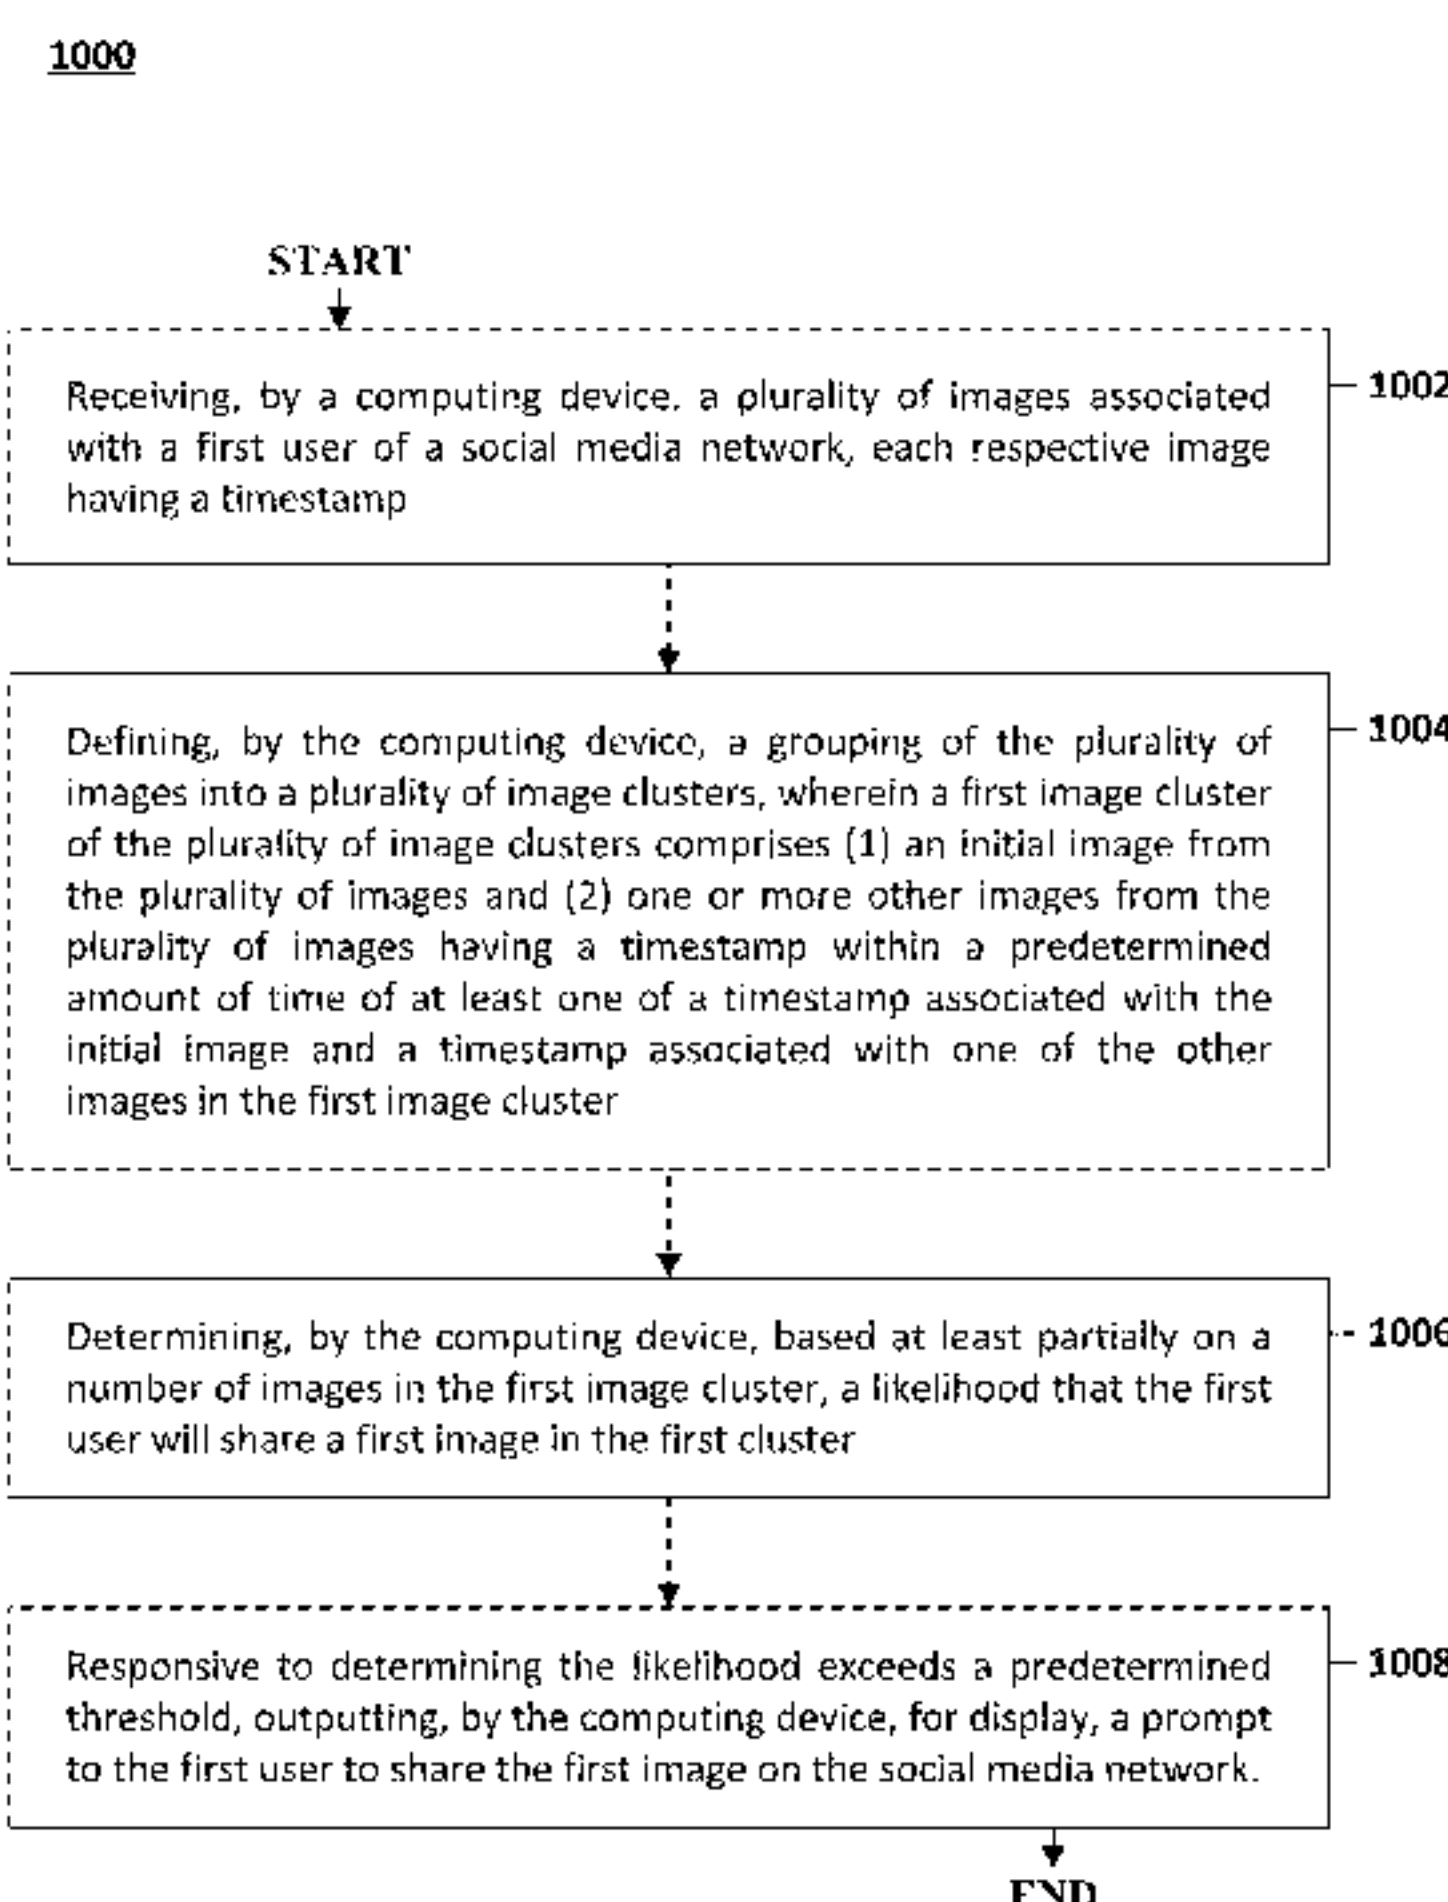 1000
START
Receiving, by a computing device, a plurality of images associated
with a first user of a social media network, each respective image
having a timestamp
1002
Defining, by the computing device, a grouping of the plurality of
images into a plurality of image clusters, wherein a first image cluster
of the plurality of image clusters comprises (1) an initial image from
the plurality of images and (2) one or more other images from the
plurality of images having a timestamp within a predetermined
amount of time of at least one of a timestamp associated with the
initial image and a timestamp associated with one of the other
images in the first image cluster
1004
Determining, by the computing device, based at least partially on a
number of images in the first image cluster, a likelihood that the first
user will share a first image in the first cluster
1006
Responsive to determining the likelihood exceeds a predetermined
threshold, outputting, by the computing device, for display, a prompt
to the first user to share the first image on the social media network.
1008
END